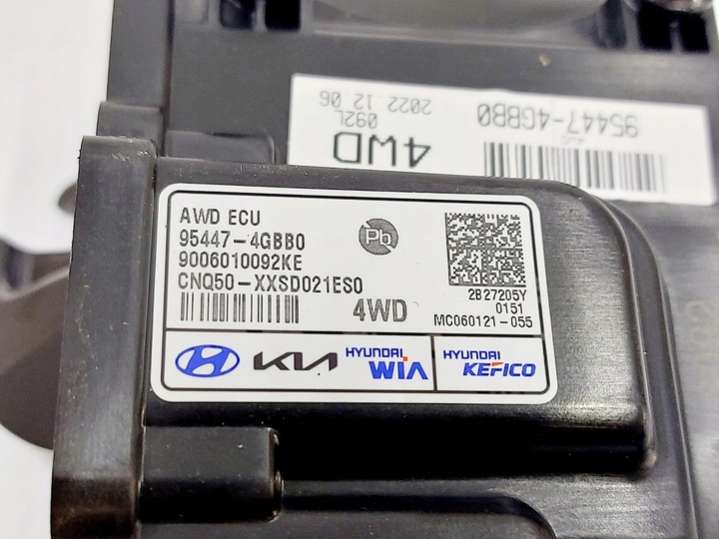 AWD ECU
95447-4GBB0
9006010092KE
CNQ50-XXSD021ES0
4WD
Pb
2B27205Y
0151
MC060121-055
HYUNDAI
WIA
HYUNDAI
KEFICO
KIA
95447-4GBB0
4WD
092L
2022.12.06